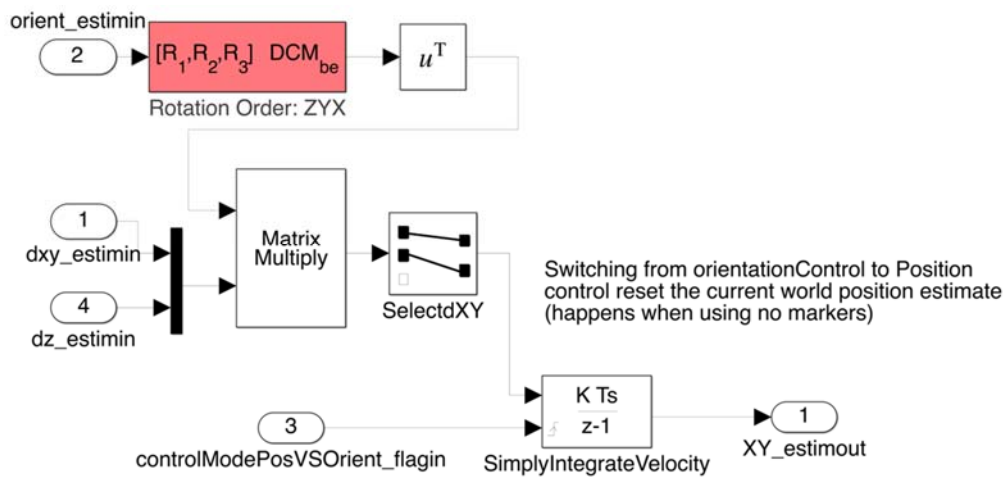 orient_estimin
2
[R1,R2,R3] DCMbe
uT
Rotation Order: ZYX
1
dxy_estimin
4
dz_estimin
Matrix
Multiply
SelectdXY
Switching from orientationControl to Position
control reset the current world position estimate
(happens when using no markers)
3
controlModePosVSOrient_flagin
K Ts
z-1
SimplyIntegrateVelocity
1
XY_estimout